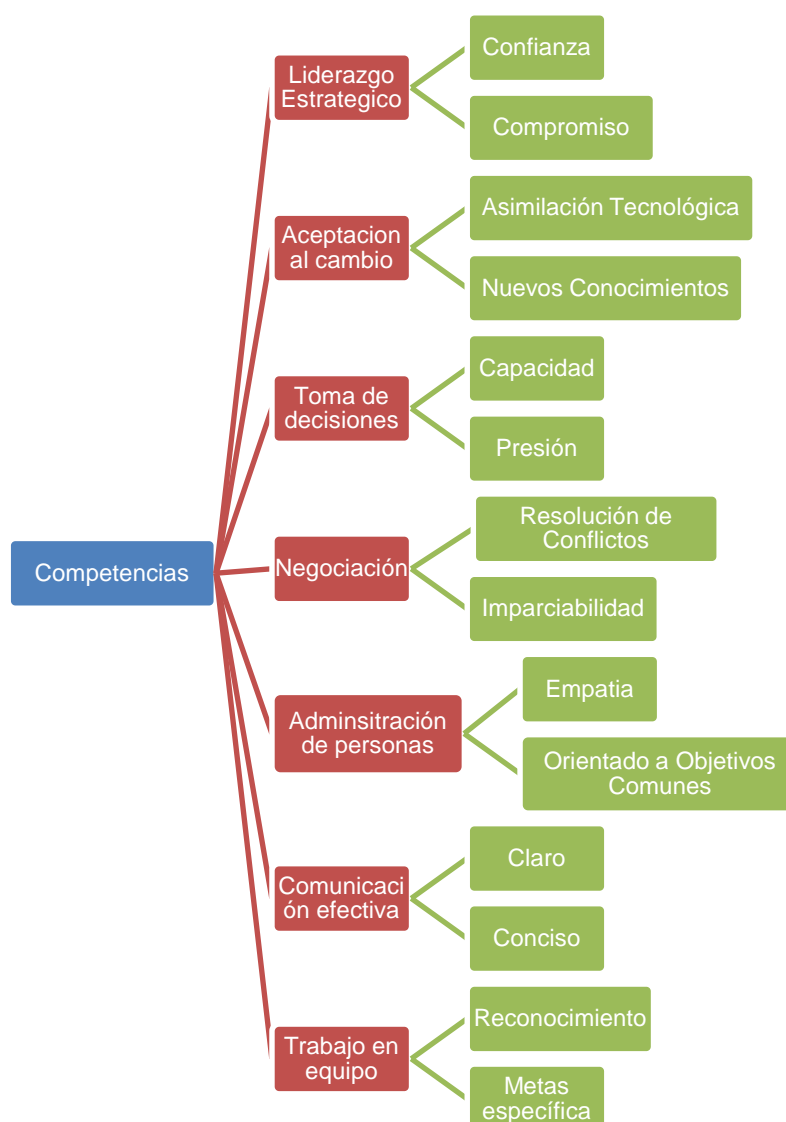 Competencias
Liderazgo
Estrategico
Confianza
Compromiso
Aceptacion
al cambio
Asimilación Tecnológica
Nuevos Conocimientos
Toma de
decisiones
Capacidad
Presión
Negociación
Resolución de
Conflictos
Imparciabilidad
Adminsitración
de personas
Empatia
Orientado a Objetivos
Comunes
Comunicaci
ón efectiva
Claro
Conciso
Trabajo en
equipo
Reconocimiento
Metas
específica